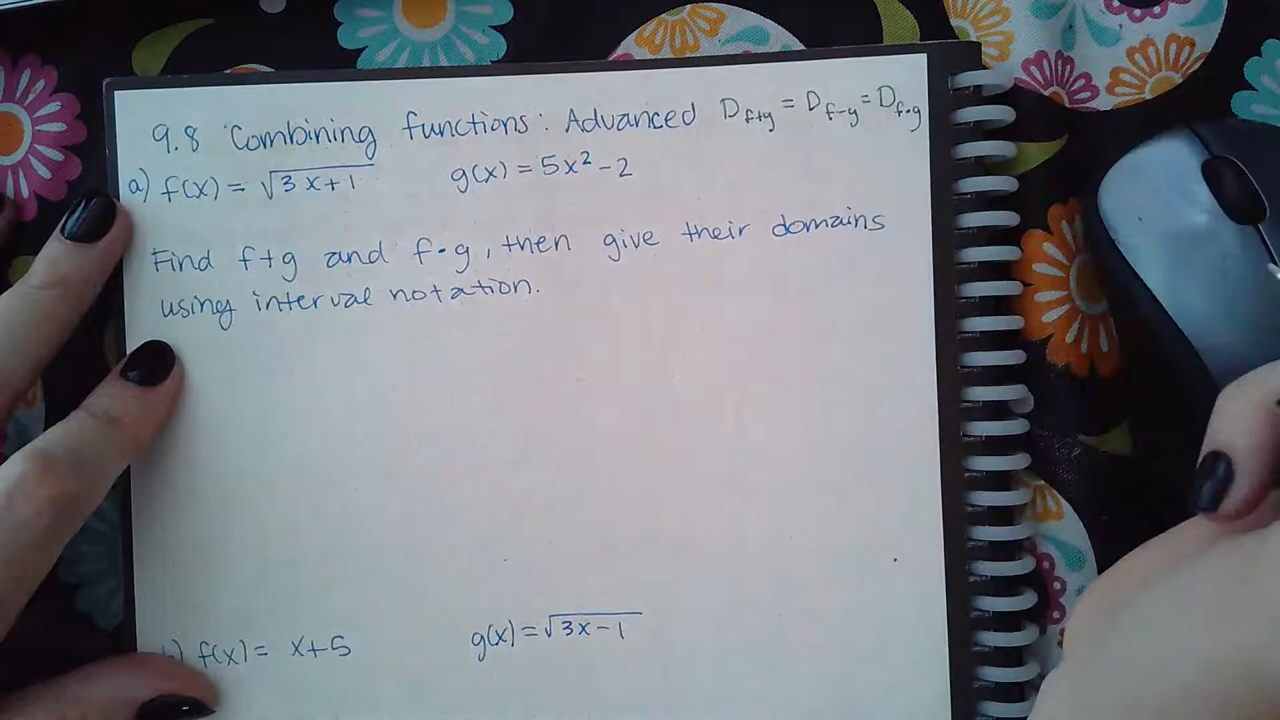 9.8 Combining functions: Advanced D f+g = D f-g = D f•g
a) f(x) = √3x+1 g(x) = 5x² - 2
Find f+g and f•g, then give their domains
using interval notation.
b) f(x) = x+5 g(x) = √3x-1